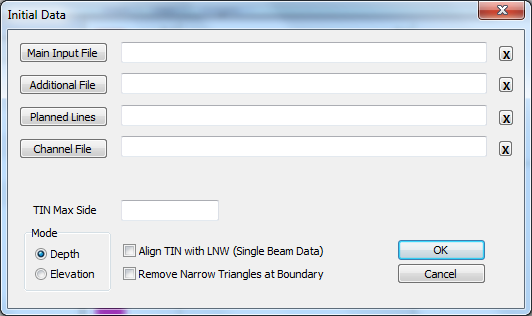 Initial Data
Main Input File
x
Additional File
x
Planned Lines
x
Channel File
x
TIN Max Side
Mode
Depth
Elevation
Align TIN with LNW (Single Beam Data)
Remove Narrow Triangles at Boundary
OK
Cancel